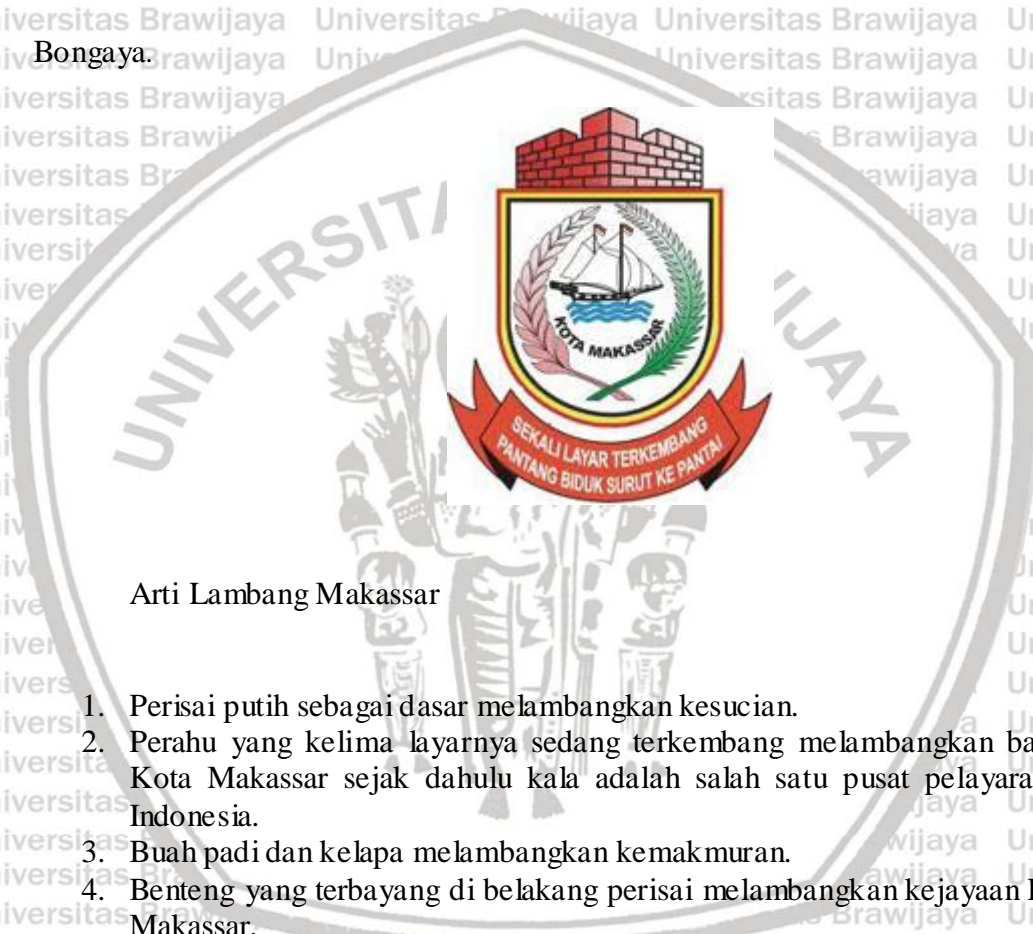 Bongaya.
KOTA MAKASSAR
SEKALI LAYAR TERKEMBANG
PANTANG BIDUK SURUT KE PANTAI
Arti Lambang Makassar
1. Perisai putih sebagai dasar melambangkan kesucian.
2. Perahu yang kelima layarnya sedang terkembang melambangkan
Kota Makassar sejak dahulu kala adalah salah satu pusat
Indonesia.
3. Buah padi dan kelapa melambangkan kemakmuran.
4. Benteng yang terbayang di belakang perisai melambangkan kejayaan
Makassar.